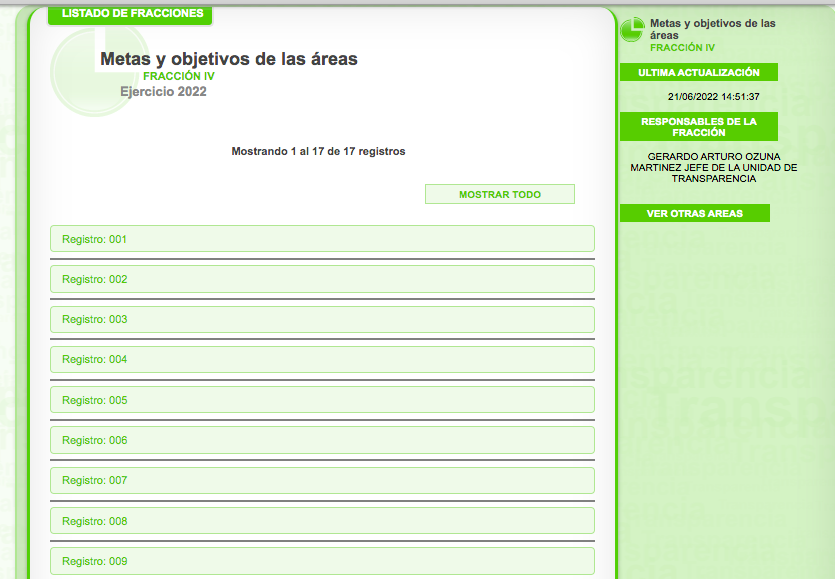 LISTADO DE FRACCIONES
Metas y objetivos de las áreas
FRACCIÓN IV
Ejercicio 2022
Mostrando 1 al 17 de 17 registros
MOSTRAR TODO
Registro: 001
Registro: 002
Registro: 003
Registro: 004
Registro: 005
Registro: 006
Registro: 007
Registro: 008
Registro: 009
Metas y objetivos de las
áreas
FRACCIÓN IV
ULTIMA ACTUALIZACIÓN
21/06/2022 14:51:37
RESPONSABLES DE LA
FRACCIÓN
GERARDO ARTURO OZUNA
MARTINEZ JEFE DE LA UNIDAD DE
TRANSPARENCIA
VER OTRAS AREAS